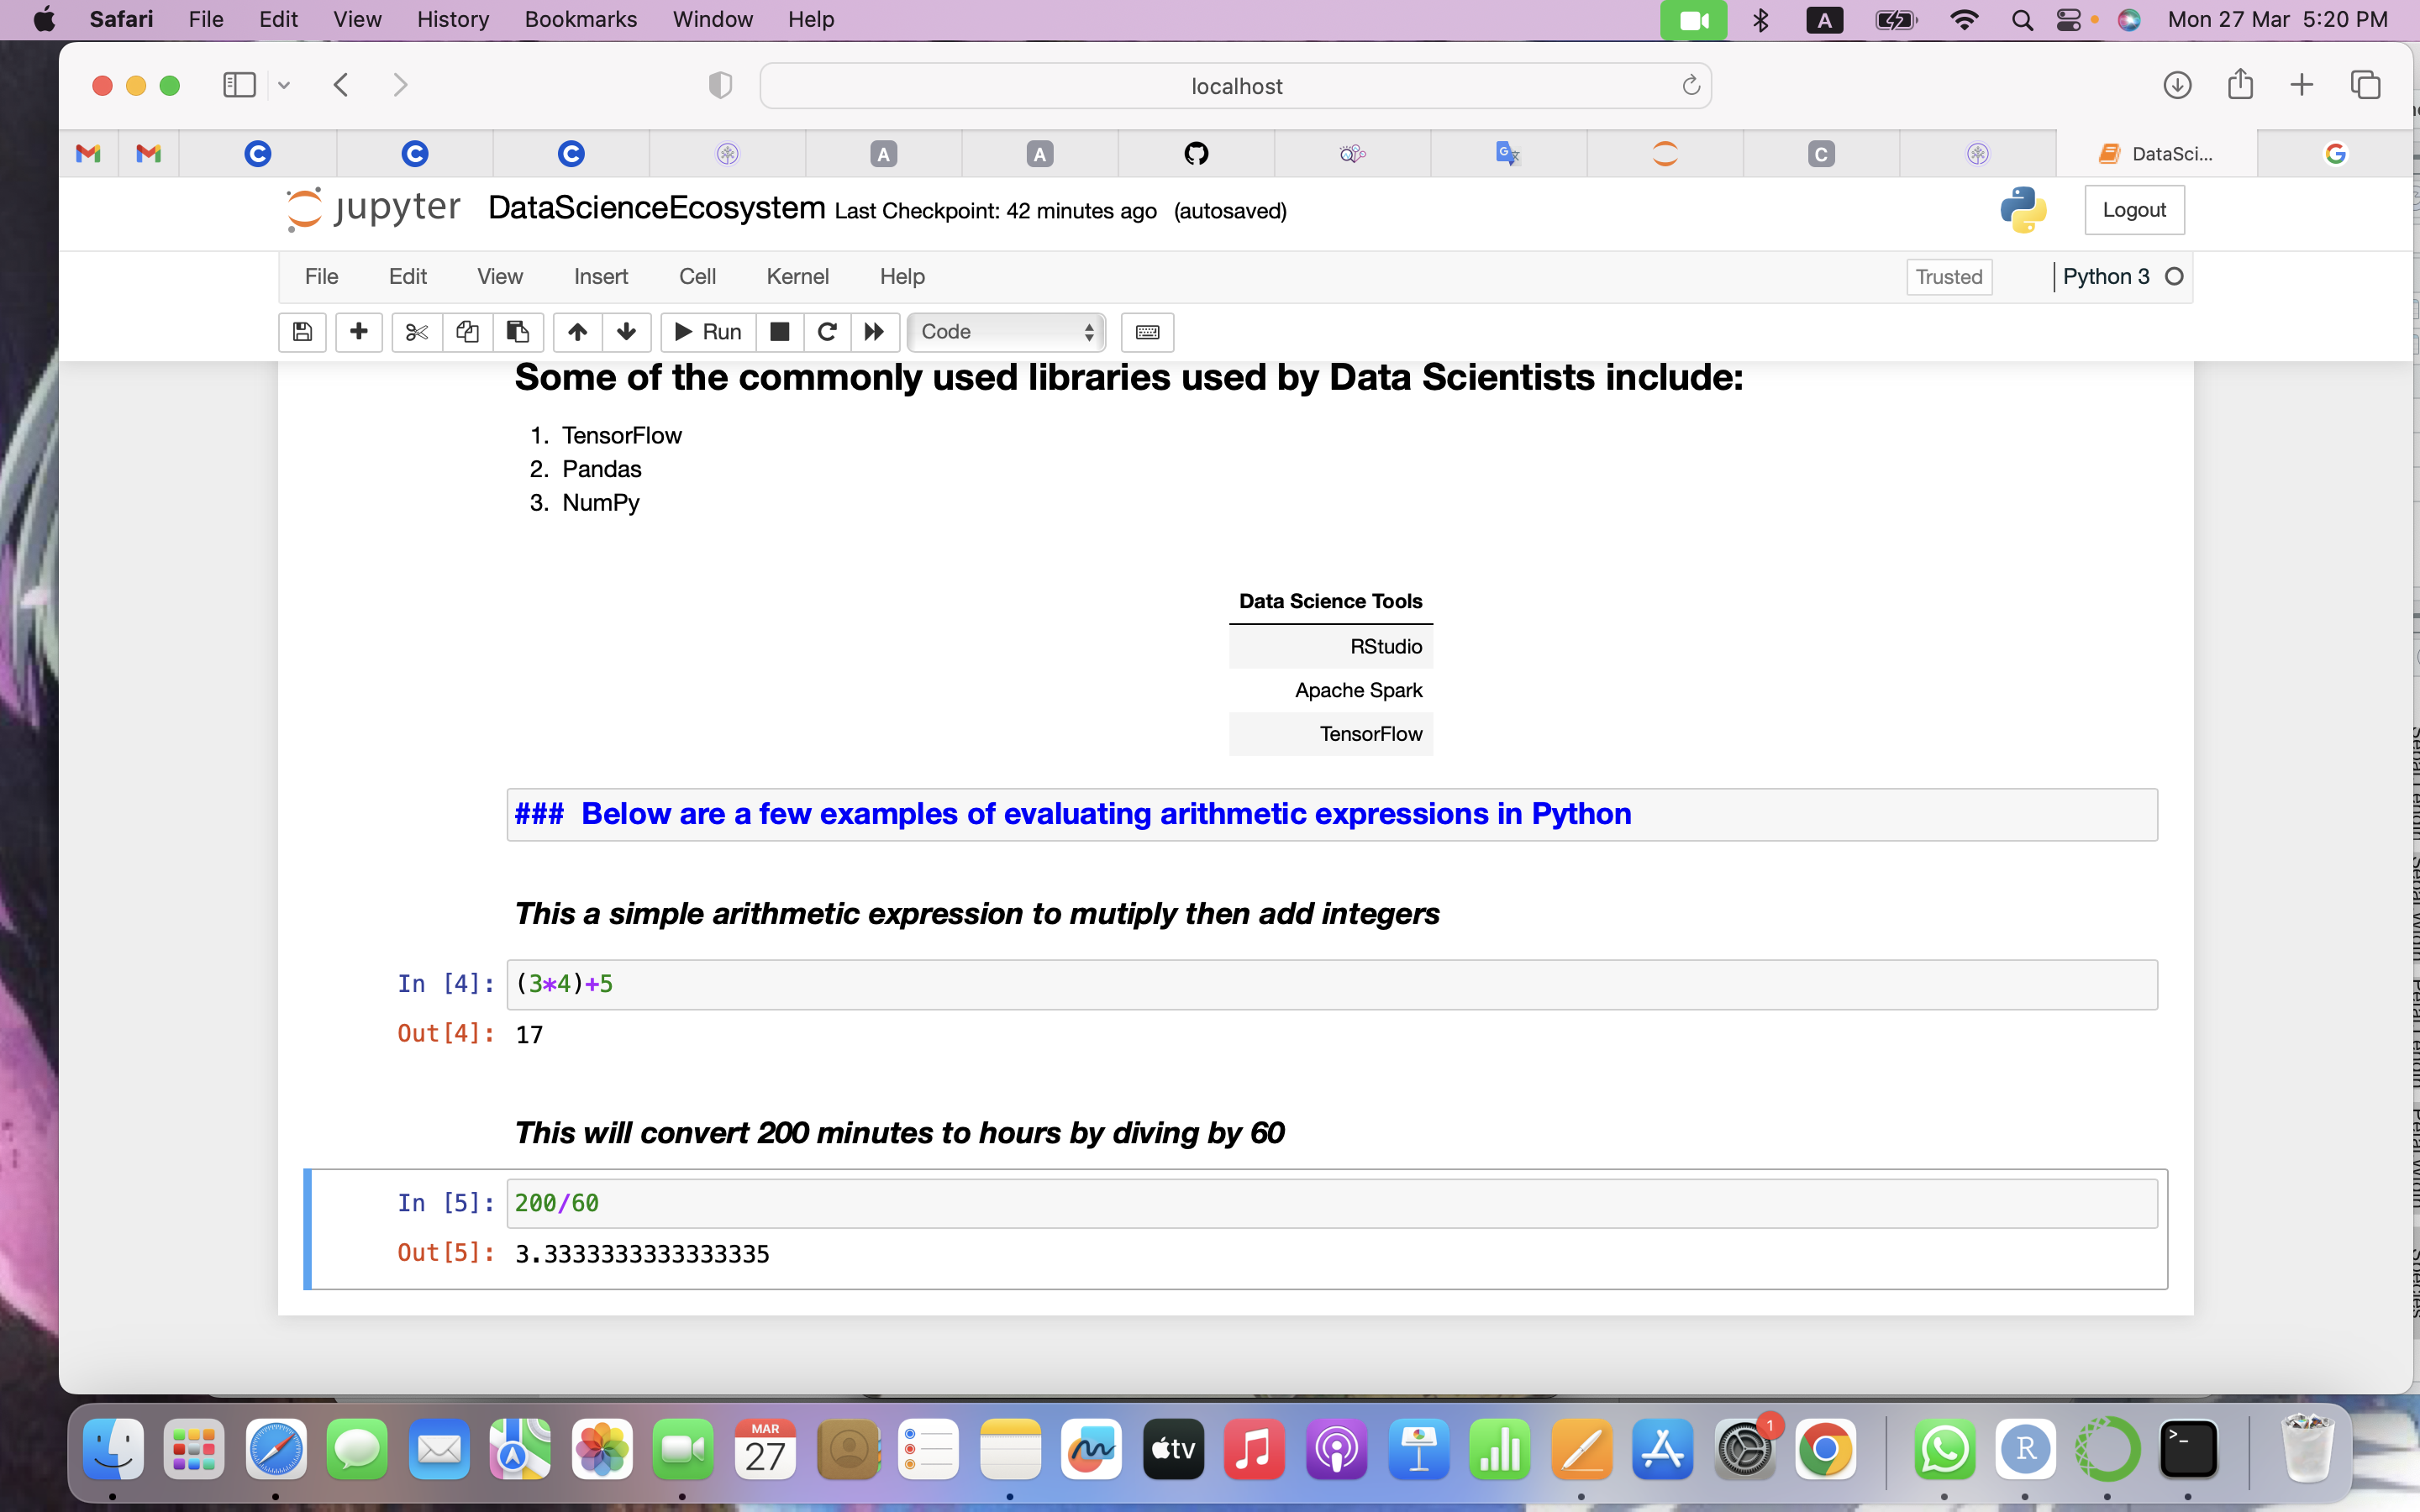 Safari File Edit View History Bookmarks Window Help A Mon 27 Mar 5:20 PM
localhost
A A C DataSci...
jupyter DataScienceEcosystem Last Checkpoint: 42 minutes ago (autosaved) Logout
File Edit View Insert Cell Kernel Help Trusted Python 3
Run Code
Some of the commonly used libraries used by Data Scientists include:
1. TensorFlow
2. Pandas
3. NumPy
Data Science Tools
RStudio
Apache Spark
TensorFlow
### Below are a few examples of evaluating arithmetic expressions in Python
This a simple arithmetic expression to mutiply then add integers
In [4]: (3*4)+5
Out[4]: 17
This will convert 200 minutes to hours by diving by 60
In [5]: 200/60
Out[5]: 3.3333333333333335
MAR
27
tv
1
R
>_